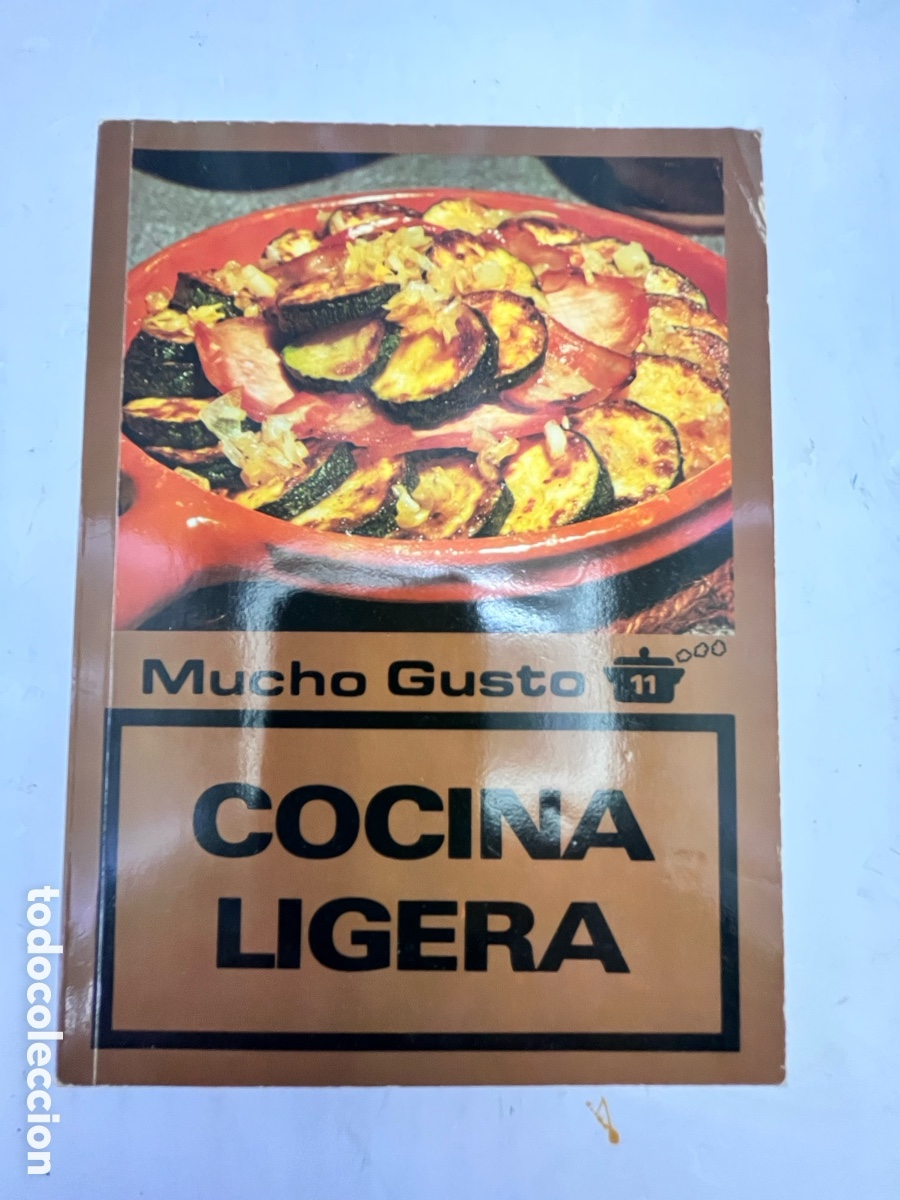 Mucho Gusto 11
COCINA
LIGERA
todocoleccion